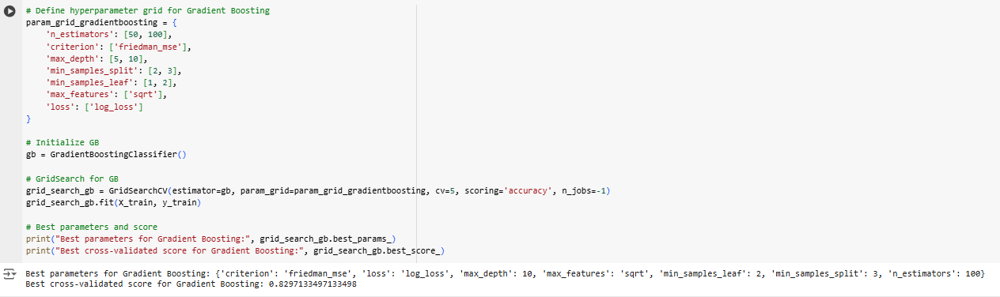 # Define hyperparameter grid for Gradient Boosting
param_grid_gradientboosting = {
    'n_estimators': [50, 100],
    'criterion': ['friedman_mse'],
    'max_depth': [5, 10],
    'min_samples_split': [2, 3],
    'min_samples_leaf': [1, 2],
    'max_features': ['sqrt'],
    'loss': ['log_loss']
}
# Initialize GB
gb = GradientBoostingClassifier()
# GridSearch for GB
grid_search_gb = GridSearchCV(estimator=gb, param_grid=param_grid_gradientboosting, cv=5, scoring='accuracy', n_jobs=-1)
grid_search_gb.fit(X_train, y_train)
# Best parameters and score
print("Best parameters for Gradient Boosting:", grid_search_gb.best_params_)
print("Best cross-validated score for Gradient Boosting:", grid_search_gb.best_score_)
Best parameters for Gradient Boosting: {'criterion': 'friedman_mse', 'loss': 'log_loss', 'max_depth': 10, 'max_features': 'sqrt', 'min_samples_leaf': 2, 'min_samples_split': 3, 'n_estimators': 100}
Best cross-validated score for Gradient Boosting: 0.8297133497133498